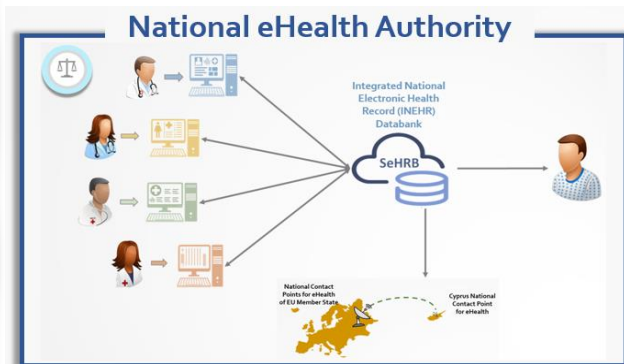 National eHealth Authority
Integrated National
Electronic Health
Record (INEHR)
Databank
SeHRB
National Contact
Points for eHealth
of EU Member State
Cyprus National
Contact Point
for eHealth